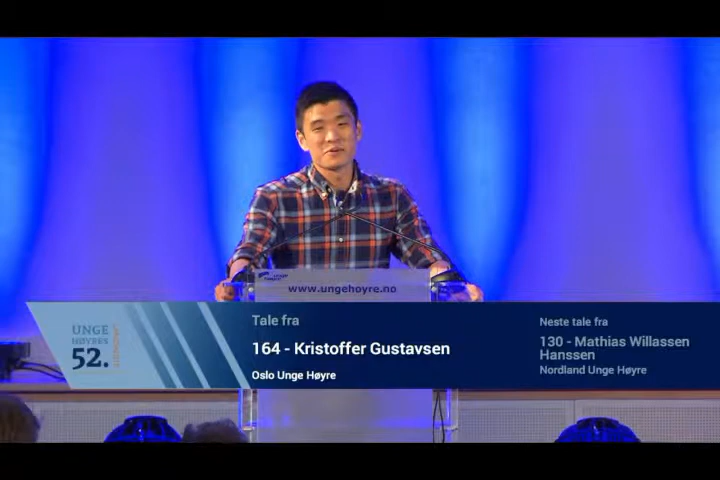 www.ungehoyre.no
UNGE
HØYRES
52.
Tale fra
164 - Kristoffer Gustavsen
Oslo Unge Høyre
Neste tale fra
130 - Mathias Willassen
Hanssen
Nordland Unge Høyre